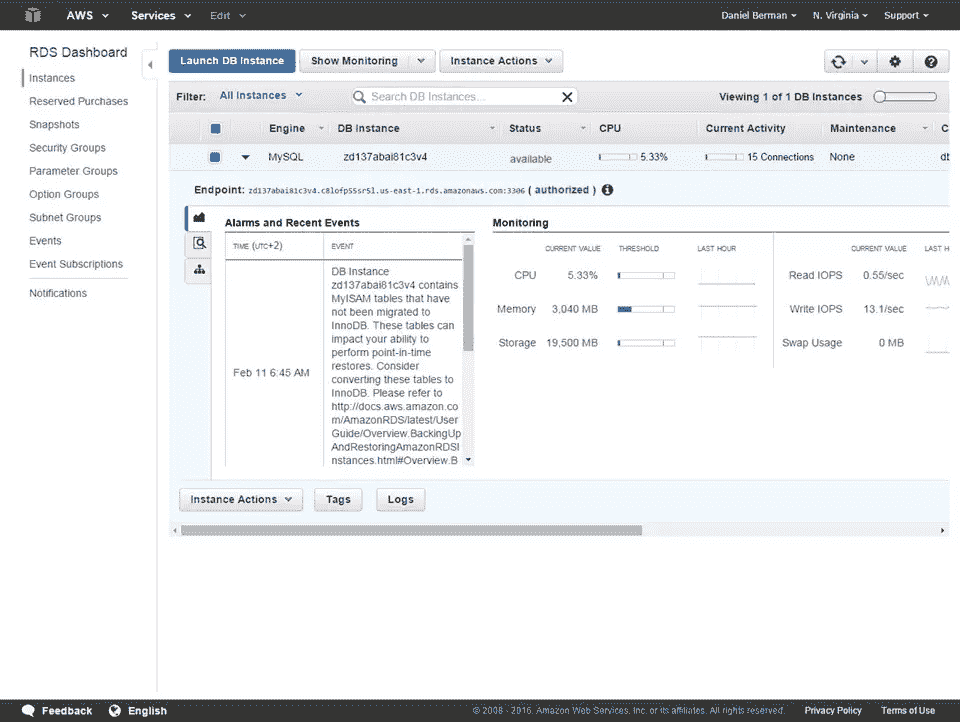 AWS Services Edit Daniel Berman N. Virginia Support
RDS Dashboard
Instances
Reserved Purchases
Snapshots
Security Groups
Parameter Groups
Option Groups
Subnet Groups
Events
Event Subscriptions
Notifications
Launch DB Instance Show Monitoring Instance Actions
Filter: All Instances Search DB Instances... Viewing 1 of 1 DB Instances
Engine DB Instance Status CPU Current Activity Maintenance C
MySQL zd137abai81c3v4 available 5.33% 15 Connections None db
Endpoint: zd137abai81c3v4.c8lofp55sr5l.us-east-1.rds.amazonaws.com:3306 ( authorized )
Alarms and Recent Events
TIME (UTC+2) EVENT
Feb 11 6:45 AM
DB Instance
zd137abai81c3v4 contains
MyISAM tables that have
not been migrated to
InnoDB. These tables can
impact your ability to
perform point-in-time
restores. Consider
converting these tables to
InnoDB. Please refer to
http://docs.aws.amazon.co
m/AmazonRDS/latest/User
Guide/Overview.BackingUp
AndRestoringAmazonRDSI
nstances.html#Overview.B
Monitoring
CURRENT VALUE THRESHOLD LAST HOUR CURRENT VALUE LAST H
CPU 5.33% Read IOPS 0.55/sec
Memory 3,040 MB Write IOPS 13.1/sec
Storage 19,500 MB Swap Usage 0 MB
Instance Actions Tags Logs
Feedback English © 2008 - 2016, Amazon Web Services, Inc. or its affiliates. All rights reserved. Privacy Policy Terms of Use